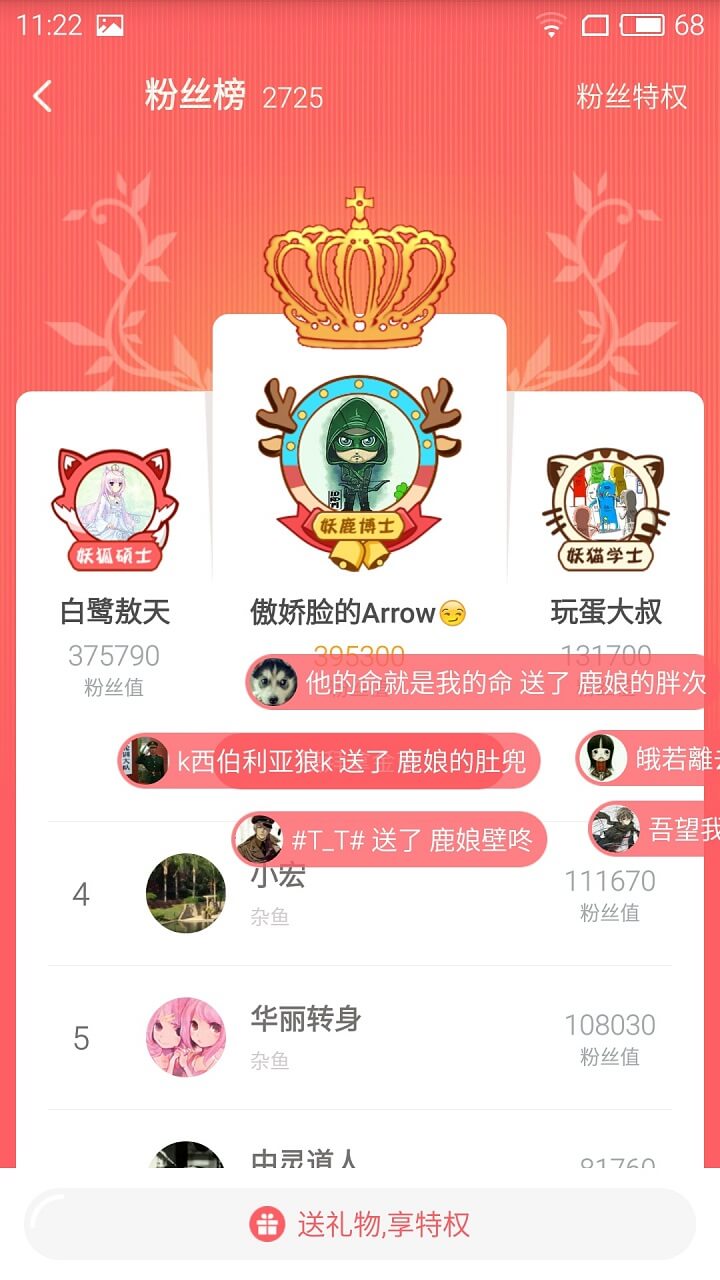 11:22
68
粉丝榜 2725
粉丝特权
妖狐硕士
妖鹿博士
妖猫学士
白鹭敖天
傲娇脸的Arrow
玩蛋大叔
375790
395300
131700
粉丝值
他的命就是我的命 送了 鹿娘的胖次
k西伯利亚狼k 送了 鹿娘的肚兜
峨若離
#T_T# 送了 鹿娘壁咚
吾望我
4
小宏
杂鱼
111670
粉丝值
5
华丽转身
杂鱼
108030
粉丝值
中灵道人
81760
送礼物,享特权